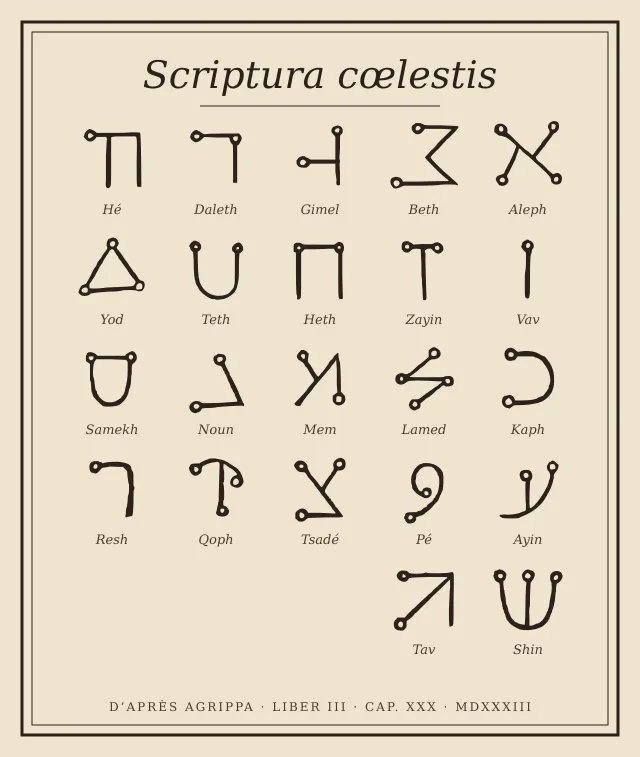 Scriptura cœlestis
Hé Daleth Gimel Beth Aleph
Yod Teth Heth Zayin Vav
Samekh Noun Mem Lamed Kaph
Resh Qoph Tsadé Pé Ayin
Tav Shin
D’APRÈS AGRIPPA · LIBER III · CAP. XXX · MDXXXIII